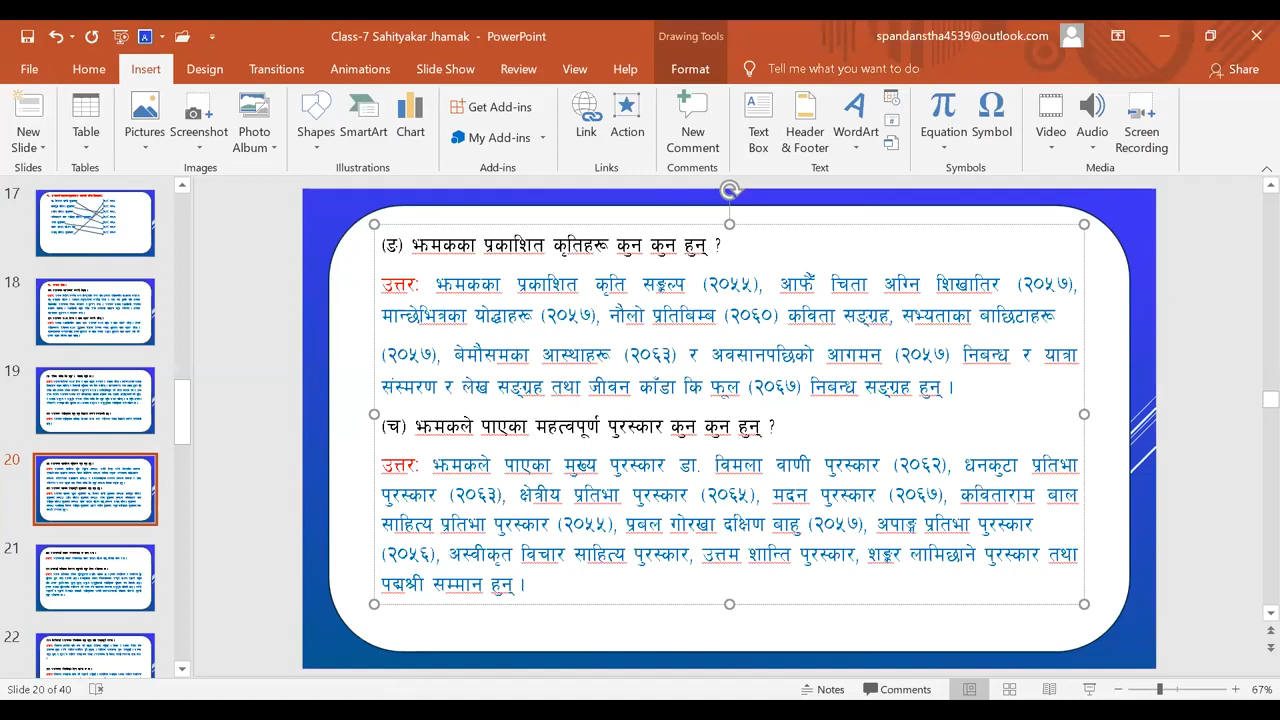 Class-7 Sahityakar Jhamak - PowerPoint
Drawing Tools
spandanstha4539@outlook.com
File Home Insert Design Transitions Animations Slide Show Review View Help Format Tell me what you want to do Share
New Slide Table Pictures Screenshot Photo Album Shapes SmartArt Chart Get Add-ins My Add-ins Link Action New Comment Text Box Header & Footer WordArt Equation Symbol Video Audio Screen Recording
Slides Tables Images Illustrations Add-ins Links Comments Text Symbols Media
17
18
19
20
21
22
(ङ) झमकका प्रकाशित कृतिहरू कुन कुन हुन् ?
उत्तर: झमकका प्रकाशित कृति सङ्कल्प (२०५५), आफैँ चिता अग्नि शिखातिर (२०५७),
मान्छेभित्रका योद्धाहरू (२०५७), नौलो प्रतिबिम्ब (२०६०) कविता सङ्ग्रह, सभ्यताका बाछिटाहरू
(२०५७), बेमौसमका आस्थाहरू (२०६३) र अवसानपछिको आगमन (२०५७) निबन्ध र यात्रा
संस्मरण र लेख सङ्ग्रह तथा जीवन काँडा कि फूल (२०६७) निबन्ध सङ्ग्रह हुन् ।
(च) झमकले पाएका महत्वपूर्ण पुरस्कार कुन कुन हुन् ?
उत्तर: झमकले पाएका मुख्य पुरस्कार डा. विमला वाणी पुरस्कार (२०६२), धनकुटा प्रतिभा
पुरस्कार (२०६३), क्षेत्रीय प्रतिभा पुरस्कार (२०६५), मदन पुरस्कार (२०६७), कविताराम बाल
साहित्य प्रतिभा पुरस्कार (२०५५), प्रबल गोरखा दक्षिण बाहु (२०५७), अपाङ्ग प्रतिभा पुरस्कार
(२०५६), अस्वीकृत विचार साहित्य पुरस्कार, उत्तम शान्ति पुरस्कार, शङ्कर लामिछाने पुरस्कार तथा
पद्मश्री सम्मान हुन् ।
Slide 20 of 40 Notes Comments 67%